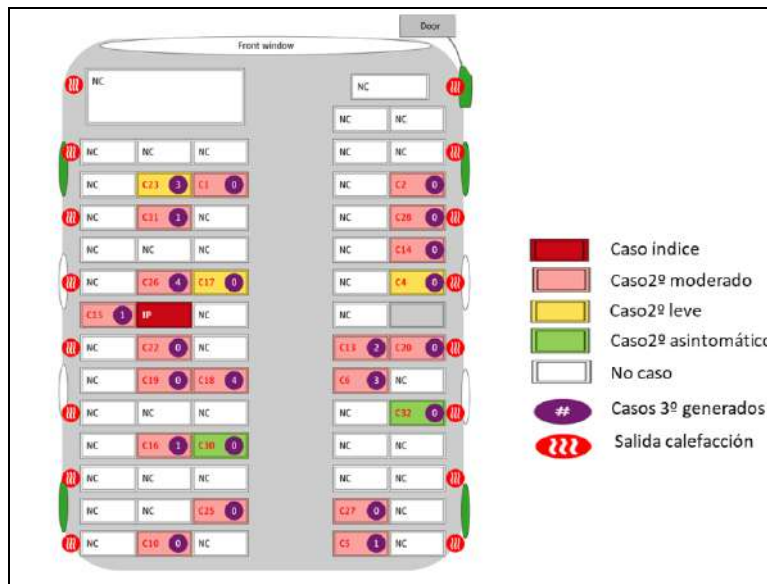 Door
Front window
NC NC
NC NC
NC NC NC NC NC
NC C23 3 C1 0 NC C2 0
NC C31 1 NC NC C28 0
NC NC NC NC C14 0
NC C26 4 C17 0 NC C4 0
C15 1 IP NC NC
NC C22 0 NC C13 2 C20 0
NC C19 0 C18 4 C6 3 NC
NC NC NC NC C32 0
NC C16 1 C30 0 NC NC
NC NC NC NC NC
NC NC C25 0 C27 0 NC
NC C10 0 NC C5 1 NC
Caso índice
Caso2º moderado
Caso2º leve
Caso2º asintomático
No caso
# Casos 3º generados
Salida calefacción